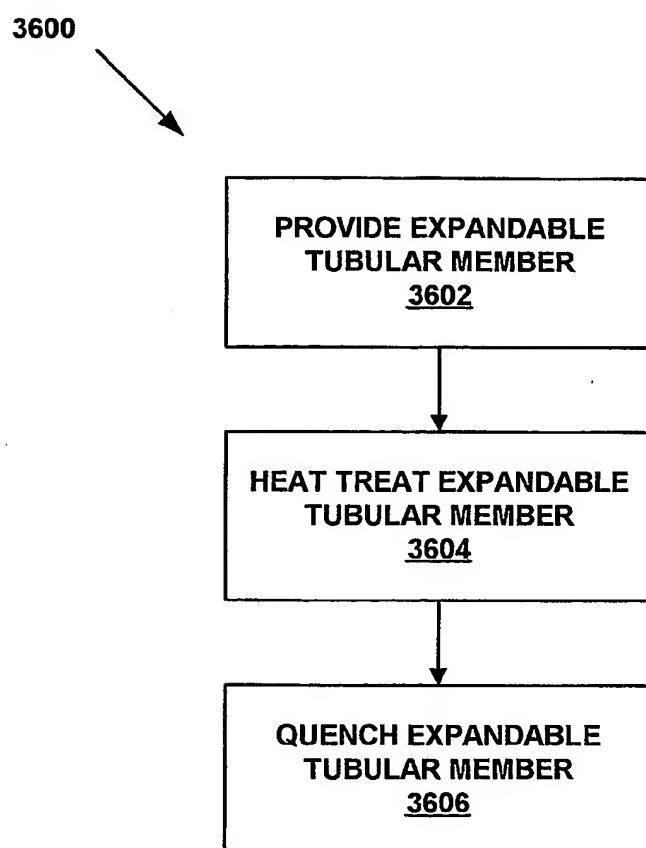 3600
PROVIDE EXPANDABLE
TUBULAR MEMBER
3602
HEAT TREAT EXPANDABLE
TUBULAR MEMBER
3604
QUENCH EXPANDABLE
TUBULAR MEMBER
3606